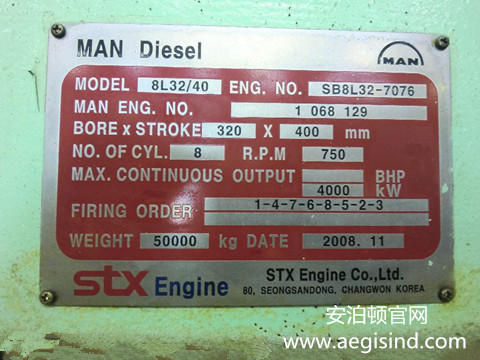 MAN Diesel
MAN
MODEL 8L32/40 ENG. NO. SB8L32-7076
MAN ENG. NO. 1 068 129
BORE x STROKE 320 X 400 mm
NO. OF CYL. 8 R.P.M 750
MAX. CONTINUOUS OUTPUT BHP
4000 kW
FIRING ORDER 1-4-7-6-8-5-2-3
WEIGHT 50000 kg DATE 2008. 11
stx Engine STX Engine Co.,Ltd.
80, SEONGSANDONG, CHANGWON KOREA
安泊顿官网
www.aegisind.com